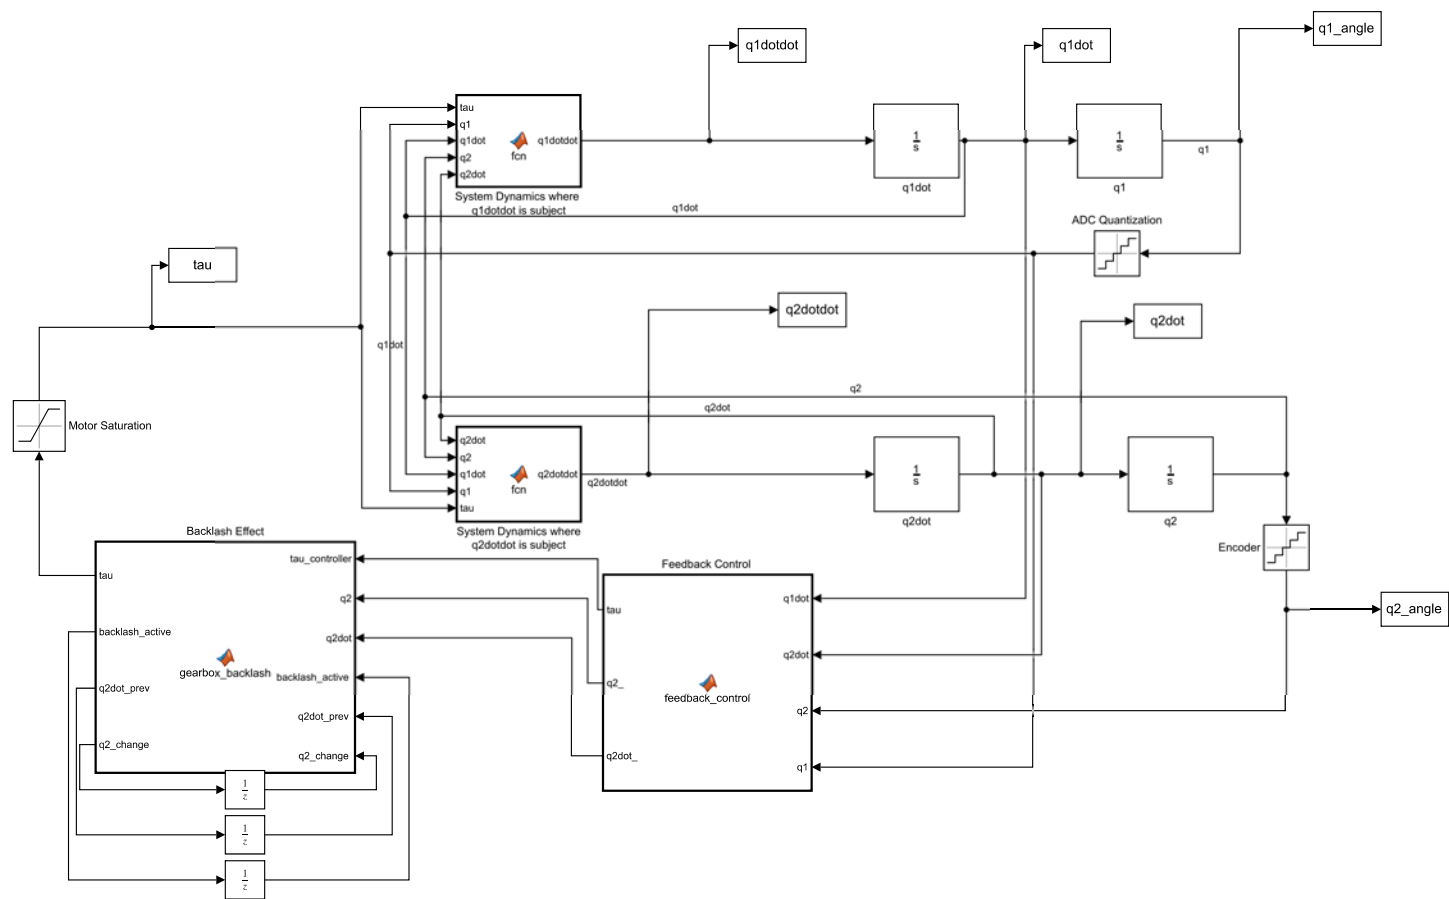 q1_angle
q1dotdot
q1dot
tau
q1
q1dot
q2
q2dot
fcn
q1dotdot
System Dynamics where
q1dotdot is subject
1
s
q1dot
1
s
q1
q1
q1dot
ADC Quantization
tau
q2dotdot
q2dot
q1dot
q2
q2dot
Motor Saturation
q2dot
q2
q1dot
q1
tau
fcn
q2dotdot
System Dynamics where
q2dotdot is subject
q2dotdot
1
s
q2dot
1
s
q2
Encoder
q2_angle
Backlash Effect
tau
backlash_active
q2dot_prev
q2_change
gearbox_backlash
tau_controller
q2
q2dot
backlash_active
q2dot_prev
q2_change
Feedback Control
tau
q2_
q2dot_
feedback_control
q1dot
q2dot
q2
q1
1
z
1
z
1
z